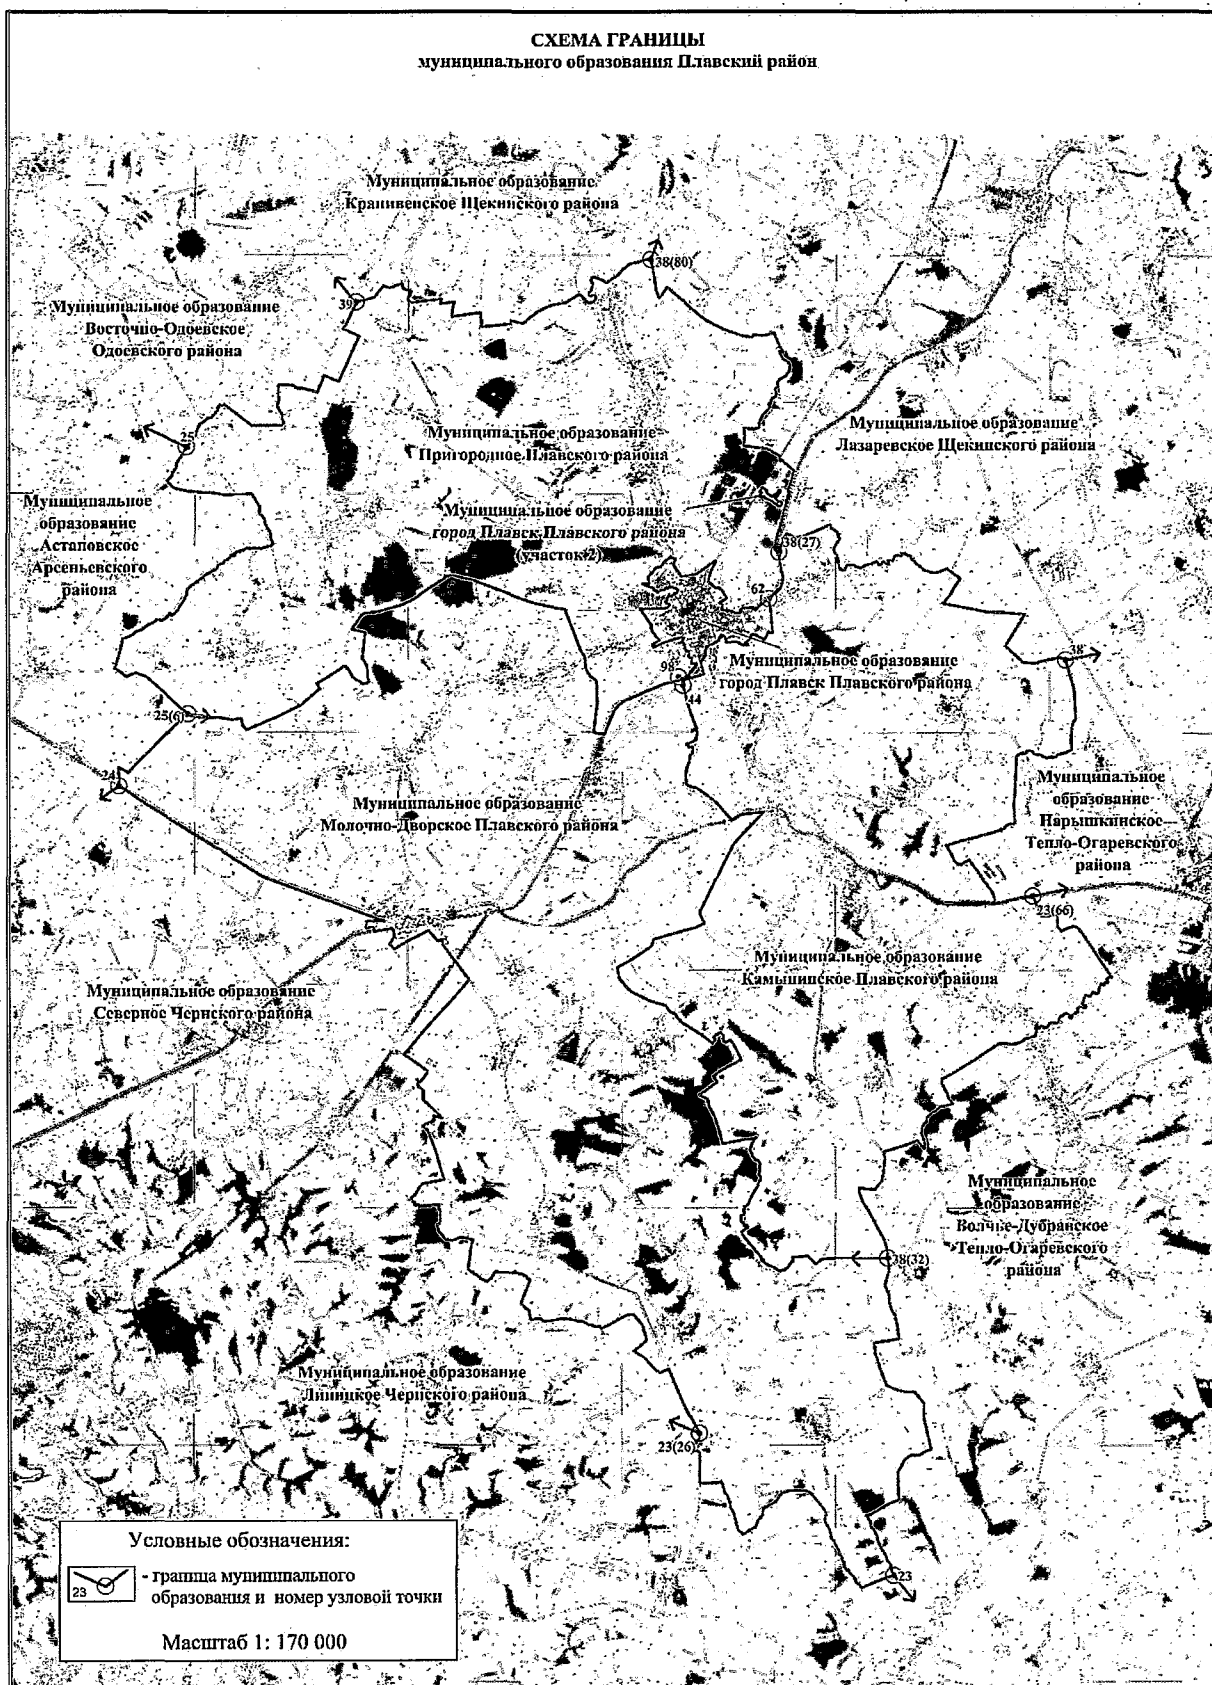 СХЕМА ГРАНИЦЫ
муниципального образования Плавский район
Муниципальное образование
Крапивенское Щекинского района
38(80)
39
Муниципальное образование
Восточно-Одоевское
Одоевского района
25
Муниципальное образование
Лазаревское Щекинского района
Муниципальное образование
Пригородное Плавского района
Муниципальное
образование
Астаповское
Арсеньевского
района
Муниципальное образование
город Плавск Плавского района
(участок 2)
38(27)
62
98
44
38
Муниципальное образование
город Плавск Плавского района
25(6)
24
Муниципальное образование
Молочно-Дворское Плавского района
Муниципальное
образование
Нарышкинское
Тепло-Огаревского
района
23(66)
Муниципальное образование
Камынинское Плавского района
Муниципальное образование
Северное Чернского района
Муниципальное
образование
Волчье-Дубравское
Тепло-Огаревского
района
38(32)
Муниципальное образование
Липицкое Чернского района
23(26)
23
Условные обозначения:
23
- граница муниципального
образования и номер узловой точки
Масштаб 1: 170 000